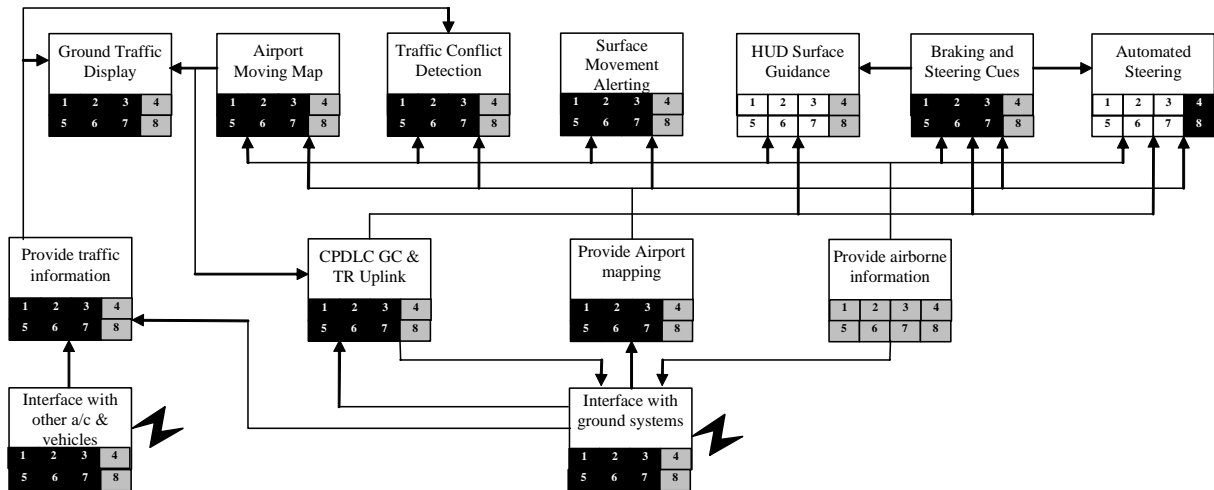 Ground Traffic
Display
1 2 3 4
5 6 7 8
Airport
Moving Map
1 2 3 4
5 6 7 8
Traffic Conflict
Detection
1 2 3 4
5 6 7 8
Surface
Movement
Alerting
1 2 3 4
5 6 7 8
HUD Surface
Guidance
1 2 3 4
5 6 7 8
Braking and
Steering Cues
1 2 3 4
5 6 7 8
Automated
Steering
1 2 3 4
5 6 7 8
Provide traffic
information
1 2 3 4
5 6 7 8
CPDLC GC &
TR Uplink
1 2 3 4
5 6 7 8
Provide Airport
mapping
1 2 3 4
5 6 7 8
Provide airborne
information
1 2 3 4
5 6 7 8
Interface with
other a/c &
vehicles
1 2 3 4
5 6 7 8
Interface with
ground systems
1 2 3 4
5 6 7 8